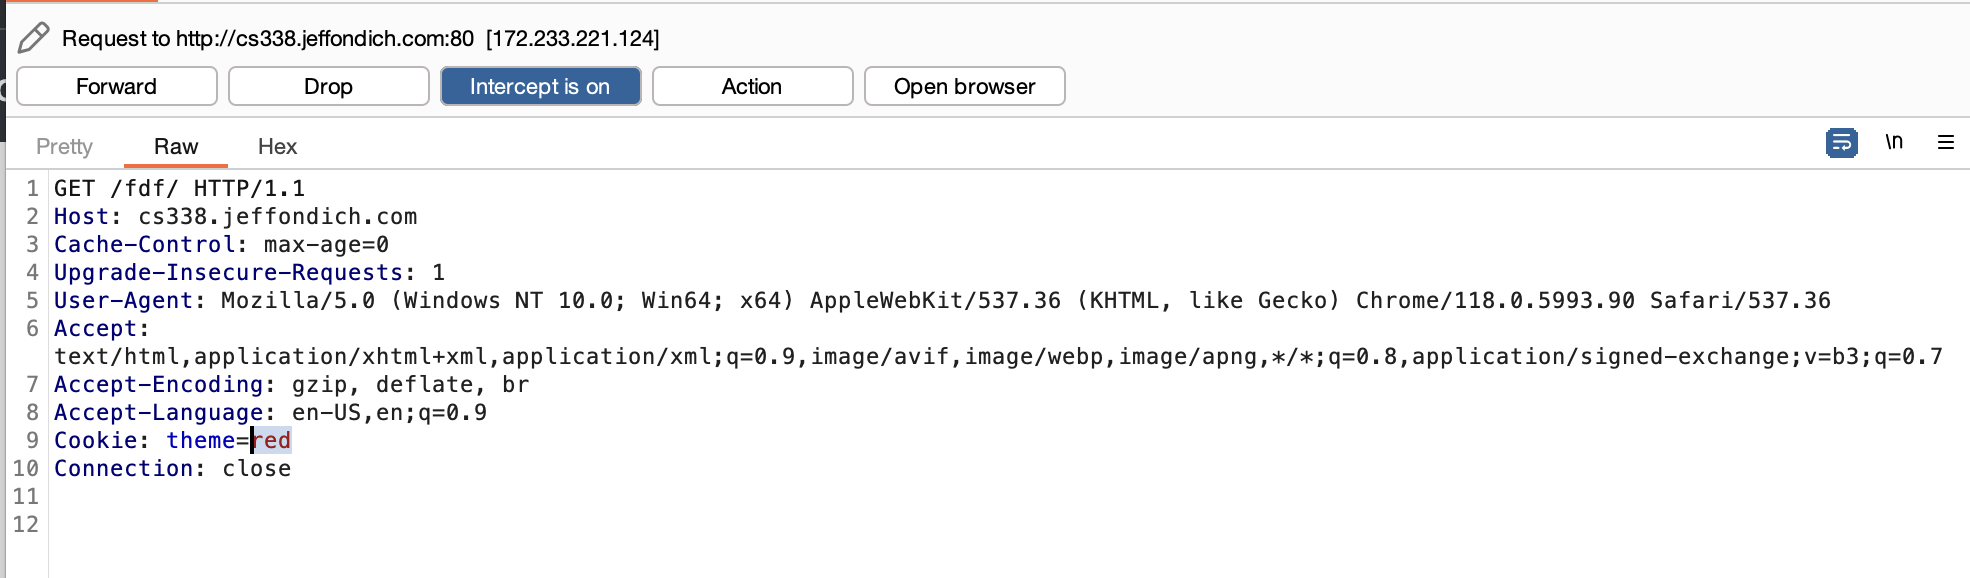 Request to http://cs338.jeffondich.com:80 [172.233.221.124]
Forward Drop Intercept is on Action Open browser
Pretty Raw Hex \n
1 GET /fdf/ HTTP/1.1
2 Host: cs338.jeffondich.com
3 Cache-Control: max-age=0
4 Upgrade-Insecure-Requests: 1
5 User-Agent: Mozilla/5.0 (Windows NT 10.0; Win64; x64) AppleWebKit/537.36 (KHTML, like Gecko) Chrome/118.0.5993.90 Safari/537.36
6 Accept:
text/html,application/xhtml+xml,application/xml;q=0.9,image/avif,image/webp,image/apng,*/*;q=0.8,application/signed-exchange;v=b3;q=0.7
7 Accept-Encoding: gzip, deflate, br
8 Accept-Language: en-US,en;q=0.9
9 Cookie: theme=red
10 Connection: close
11
12